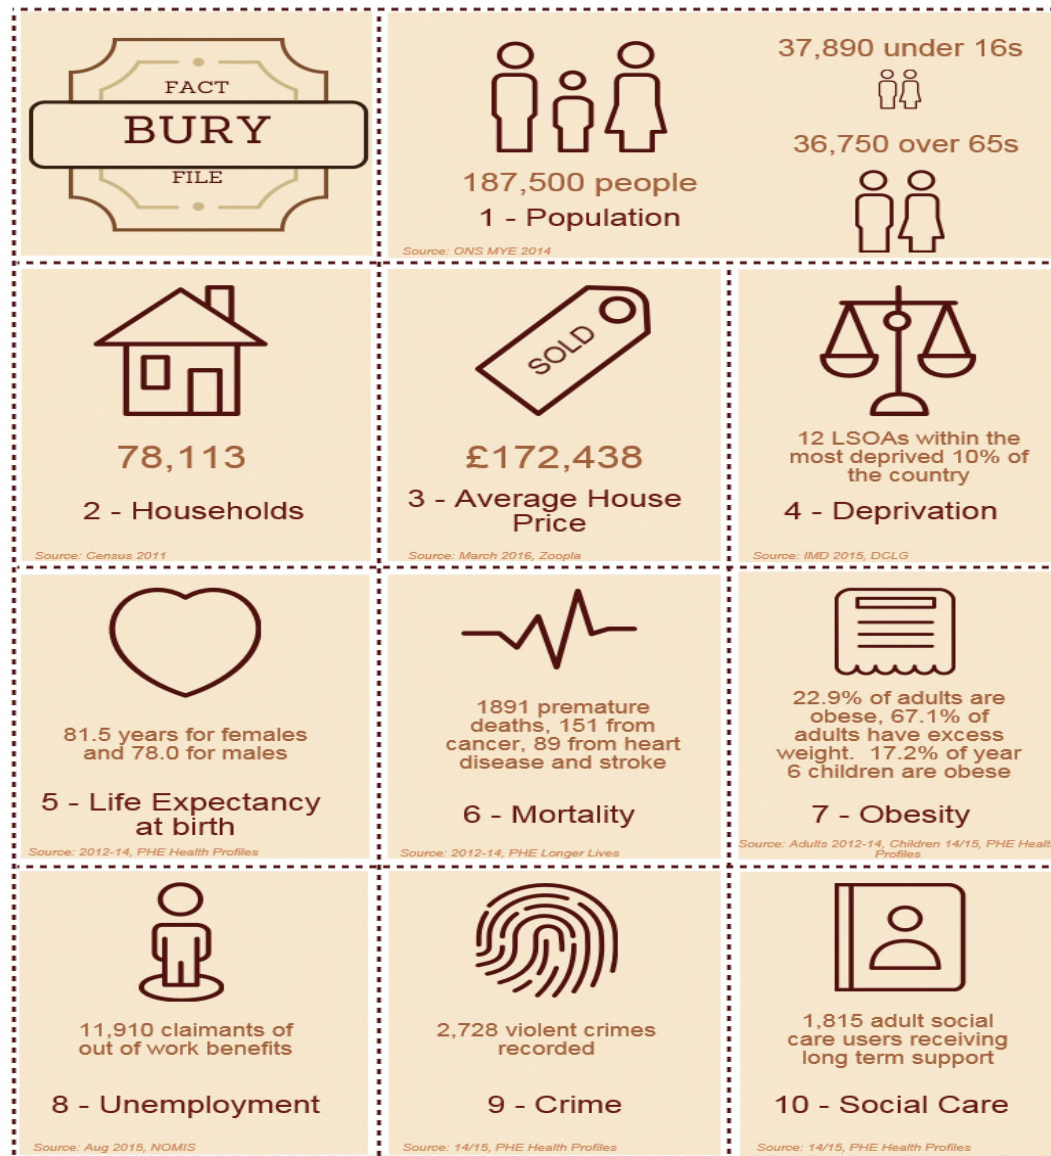 FACT
BURY
FILE
187,500 people
1 - Population
Source: ONS MYE 2014
37,890 under 16s
36,750 over 65s
78,113
2 - Households
Source: Census 2011
SOLD
£172,438
3 - Average House
Price
Source: March 2016, Zoopla
12 LSOAs within the
most deprived 10% of
the country
4 - Deprivation
Source: IMD 2015, DCLG
81.5 years for females
and 78.0 for males
5 - Life Expectancy
at birth
Source: 2012-14, PHE Health Profiles
1891 premature
deaths, 151 from
cancer, 89 from heart
disease and stroke
6 - Mortality
Source: 2012-14, PHE Longer Lives
22.9% of adults are
obese, 67.1% of
adults have excess
weight. 17.2% of year
6 children are obese
7 - Obesity
Source: Adults 2012-14, Children 14/15, PHE Health
Profiles
11,910 claimants of
out of work benefits
8 - Unemployment
Source: Aug 2015, NOMIS
2,728 violent crimes
recorded
9 - Crime
Source: 14/15, PHE Health Profiles
1,815 adult social
care users receiving
long term support
10 - Social Care
Source: 14/15, PHE Health Profiles